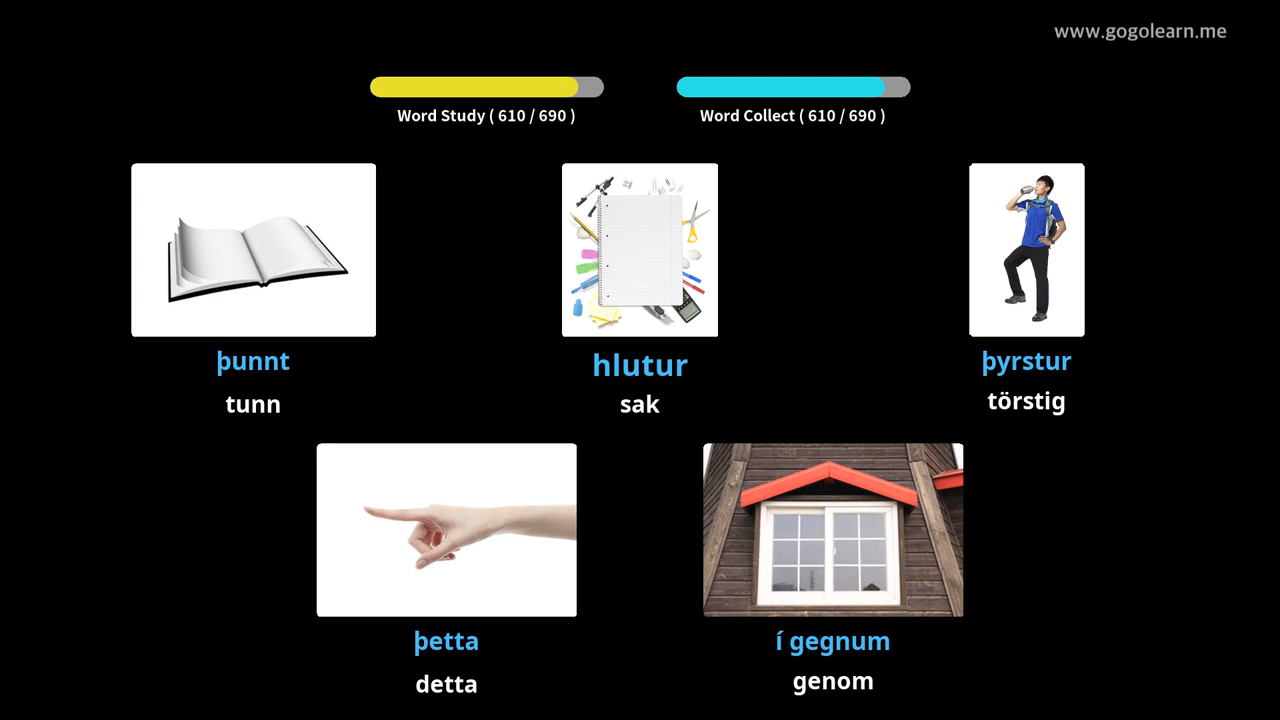 www.gogolearn.me
Word Study ( 610 / 690 )
Word Collect ( 610 / 690 )
þunnt
tunn
hlutur
sak
þyrstur
törstig
þetta
detta
í gegnum
genom